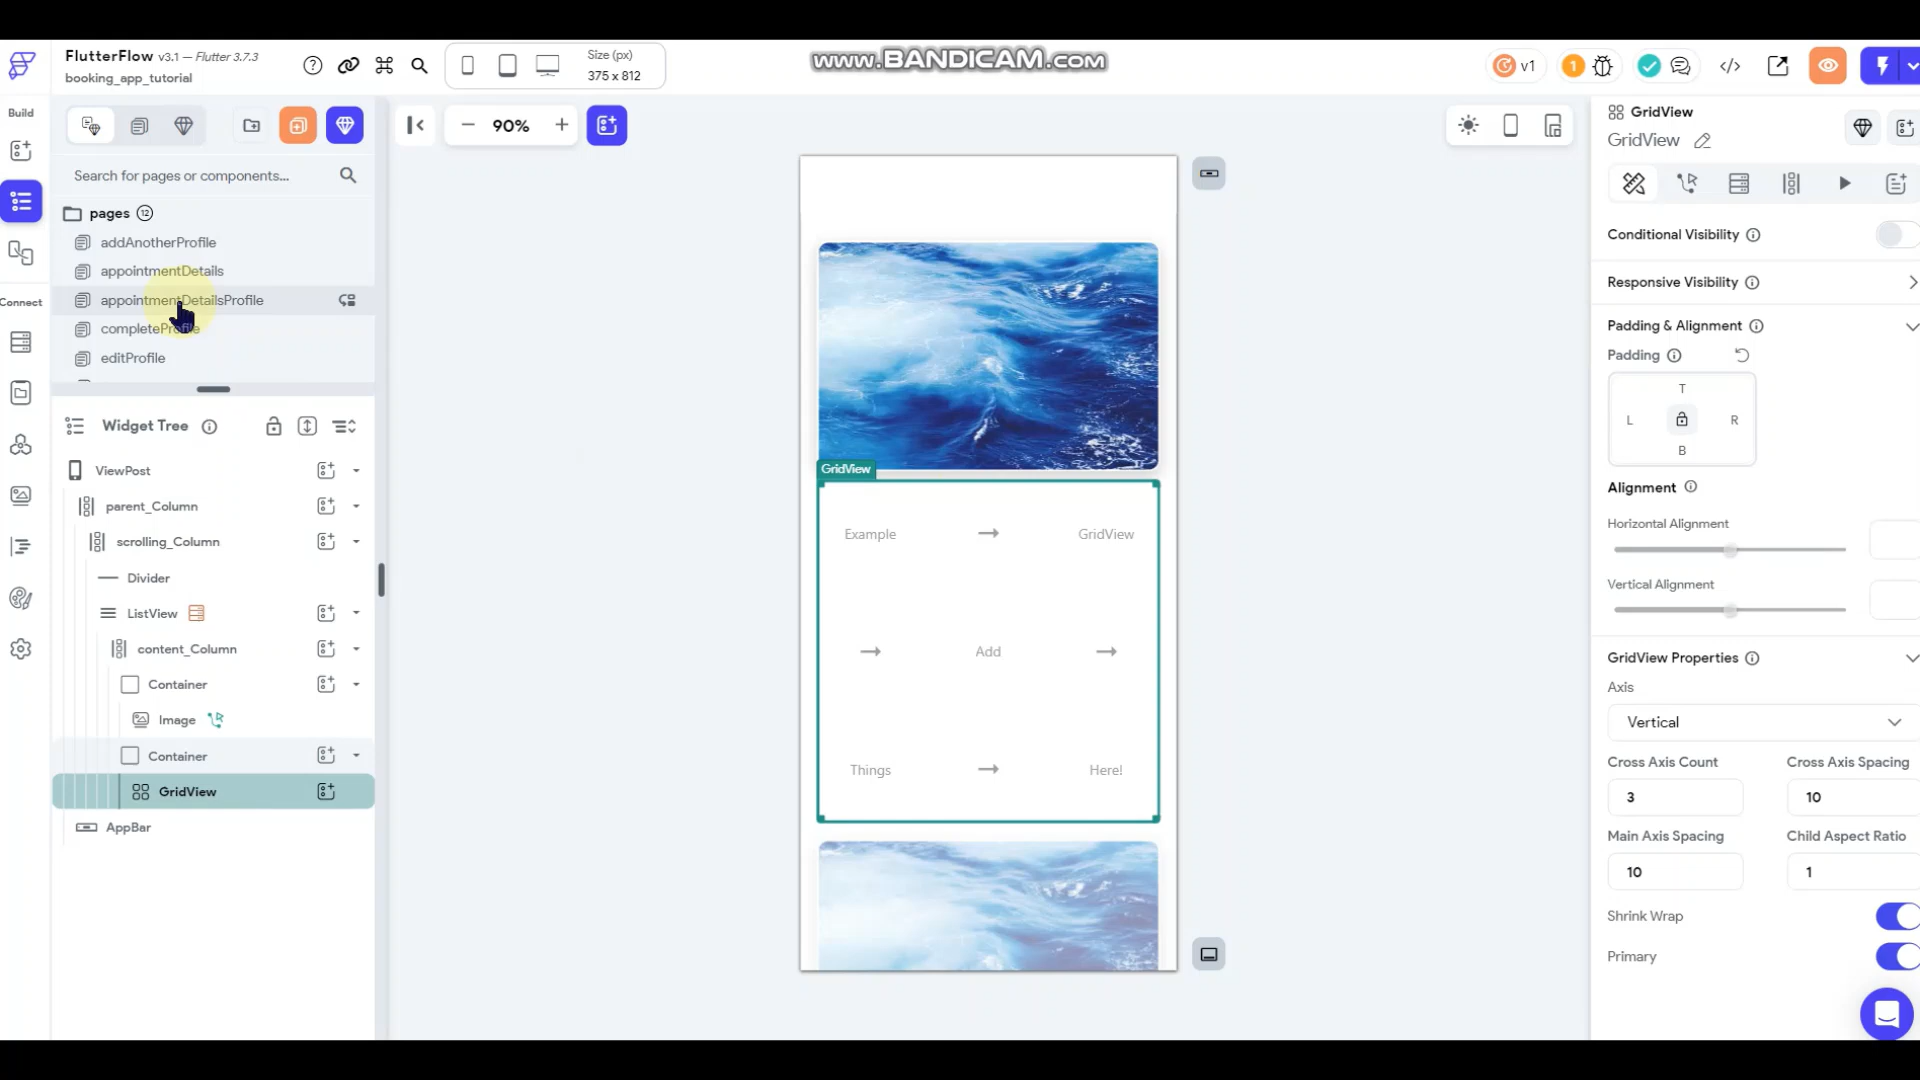 www.BANDICAM.com
FlutterFlow v3.1 — Flutter 3.7.3
booking_app_tutorial
Size (px)
375 x 812
v1
1
Build
90%
Search for pages or components...
pages 12
addAnotherProfile
appointmentDetails
appointmentDetailsProfile
completeProfile
editProfile
Connect
Widget Tree
ViewPost
parent_Column
scrolling_Column
Divider
ListView
content_Column
Container
Image
Container
GridView
AppBar
GridView
Example
GridView
Add
Things
Here!
GridView
GridView
Conditional Visibility
Responsive Visibility
Padding & Alignment
Padding
T
L
R
B
Alignment
Horizontal Alignment
Vertical Alignment
GridView Properties
Axis
Vertical
Cross Axis Count
Cross Axis Spacing
3
10
Main Axis Spacing
Child Aspect Ratio
10
1
Shrink Wrap
Primary